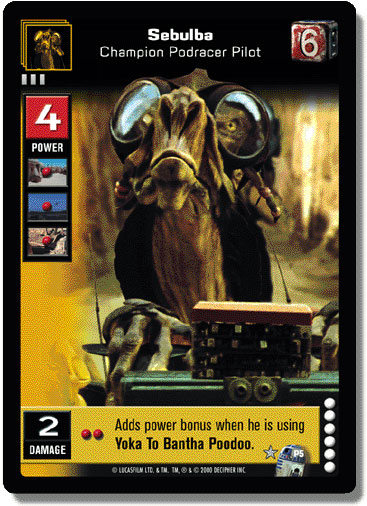 Sebulba
Champion Podracer Pilot
6
4
POWER
2
DAMAGE
Adds power bonus when he is using
Yoka To Bantha Poodoo.
P5
© LUCASFILM LTD. & TM. TM, ® & © 2000 DECIPHER INC.